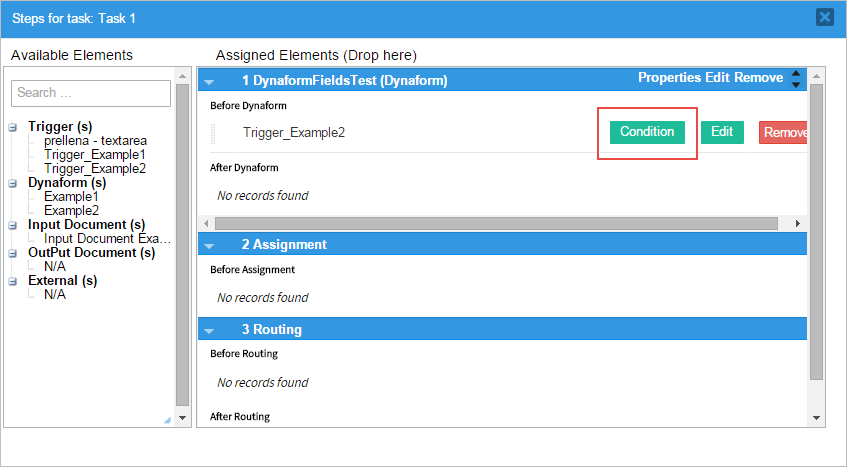 Steps for task: Task 1
Available Elements
Search ...
Trigger (s)
prellena - textarea
Trigger_Example1
Trigger_Example2
Dynaform (s)
Example1
Example2
Input Document (s)
Input Document Exa...
OutPut Document (s)
N/A
External (s)
N/A
Assigned Elements (Drop here)
1 DynaformFieldsTest (Dynaform) Properties Edit Remove
Before Dynaform
Trigger_Example2 Condition Edit Remove
After Dynaform
No records found
2 Assignment
Before Assignment
No records found
3 Routing
Before Routing
No records found
After Routing